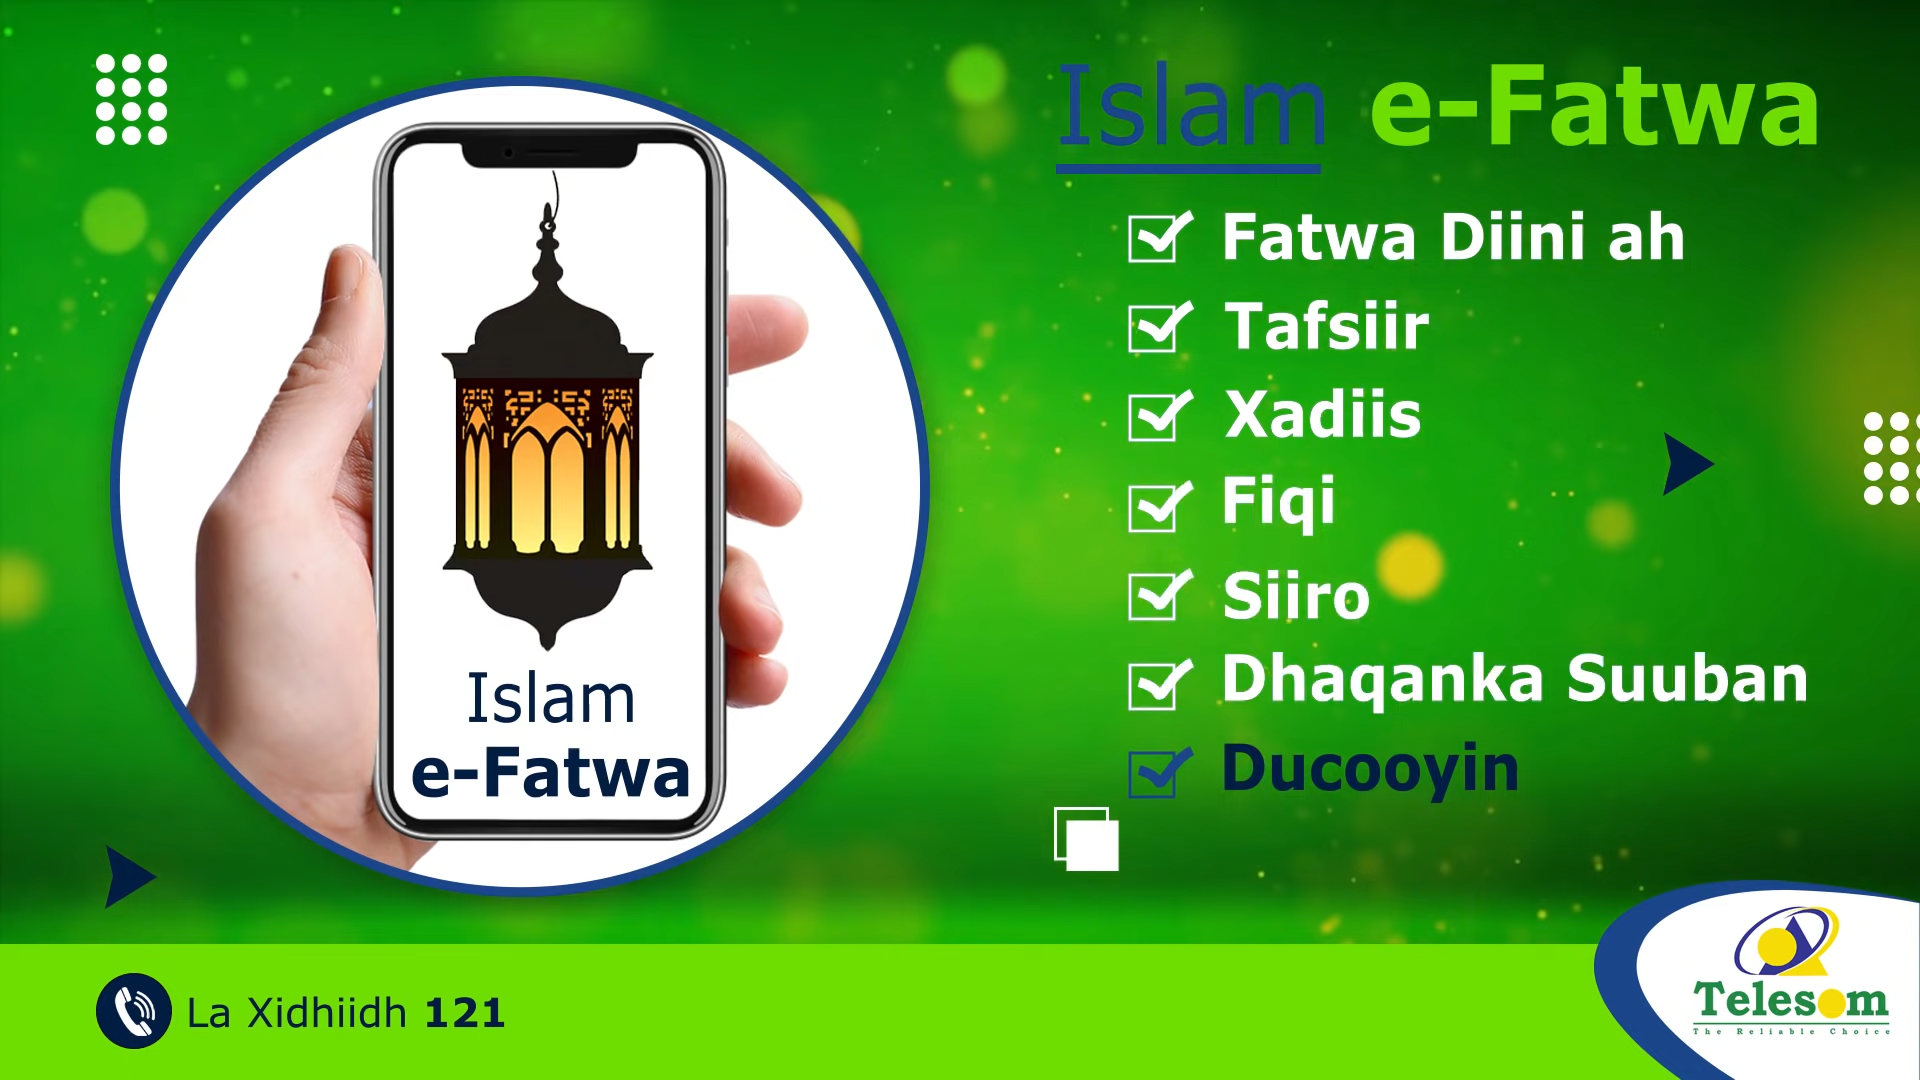 Islam e-Fatwa
Fatwa Diini ah
Tafsiir
Xadiis
Fiqi
Siiro
Dhaqanka Suuban
Ducooyin
Islam
e-Fatwa
La Xidhiidh 121
Telesom
The Reliable Choice